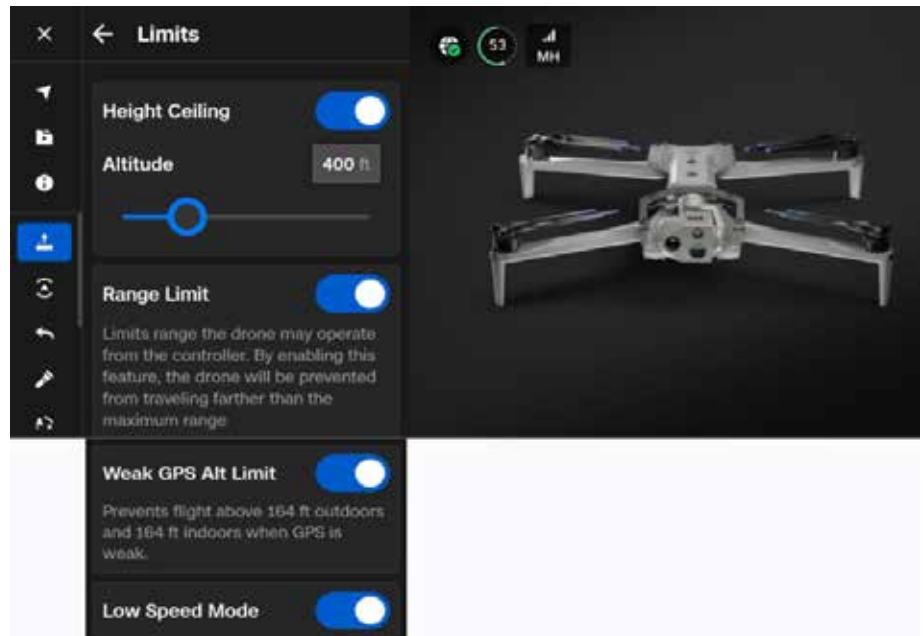 Limits
53
MH
Height Ceiling
Altitude
400 ft
Range Limit
Limits range the drone may operate
from the controller. By enabling this
feature, the drone will be prevented
from traveling farther than the
maximum range
Weak GPS Alt Limit
Prevents flight above 164 ft outdoors
and 164 ft indoors when GPS is
weak.
Low Speed Mode